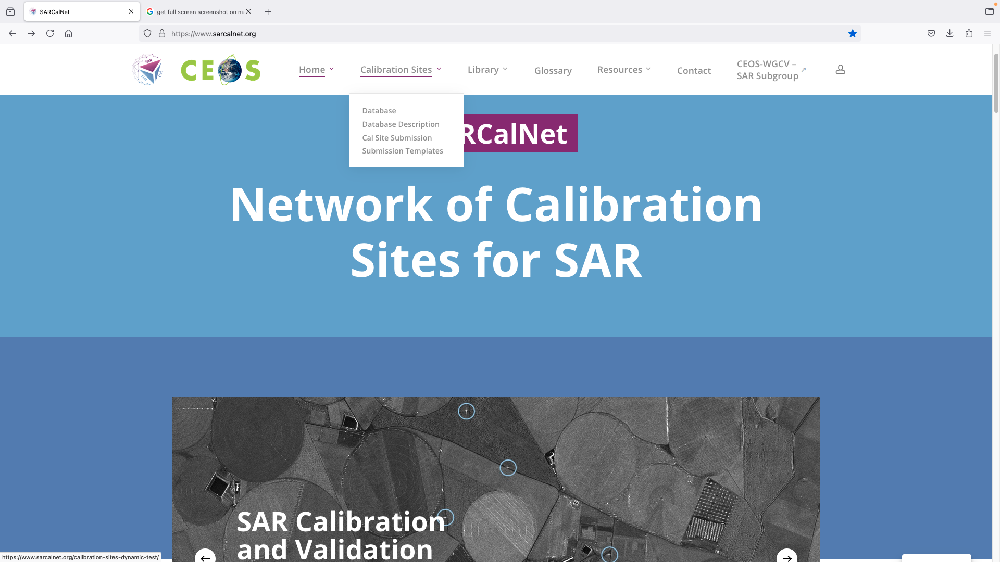 SARCalNet
get full screen screenshot on m
https://www.sarcalnet.org
SAR
Net
Cal
CEOS
Home
Calibration Sites
Library
Glossary
Resources
Contact
CEOS-WGCV –
SAR Subgroup
Database
Database Description
Cal Site Submission
Submission Templates
RCalNet
Network of Calibration
Sites for SAR
SAR Calibration
and Validation
https://www.sarcalnet.org/calibration-sites-dynamic-test/